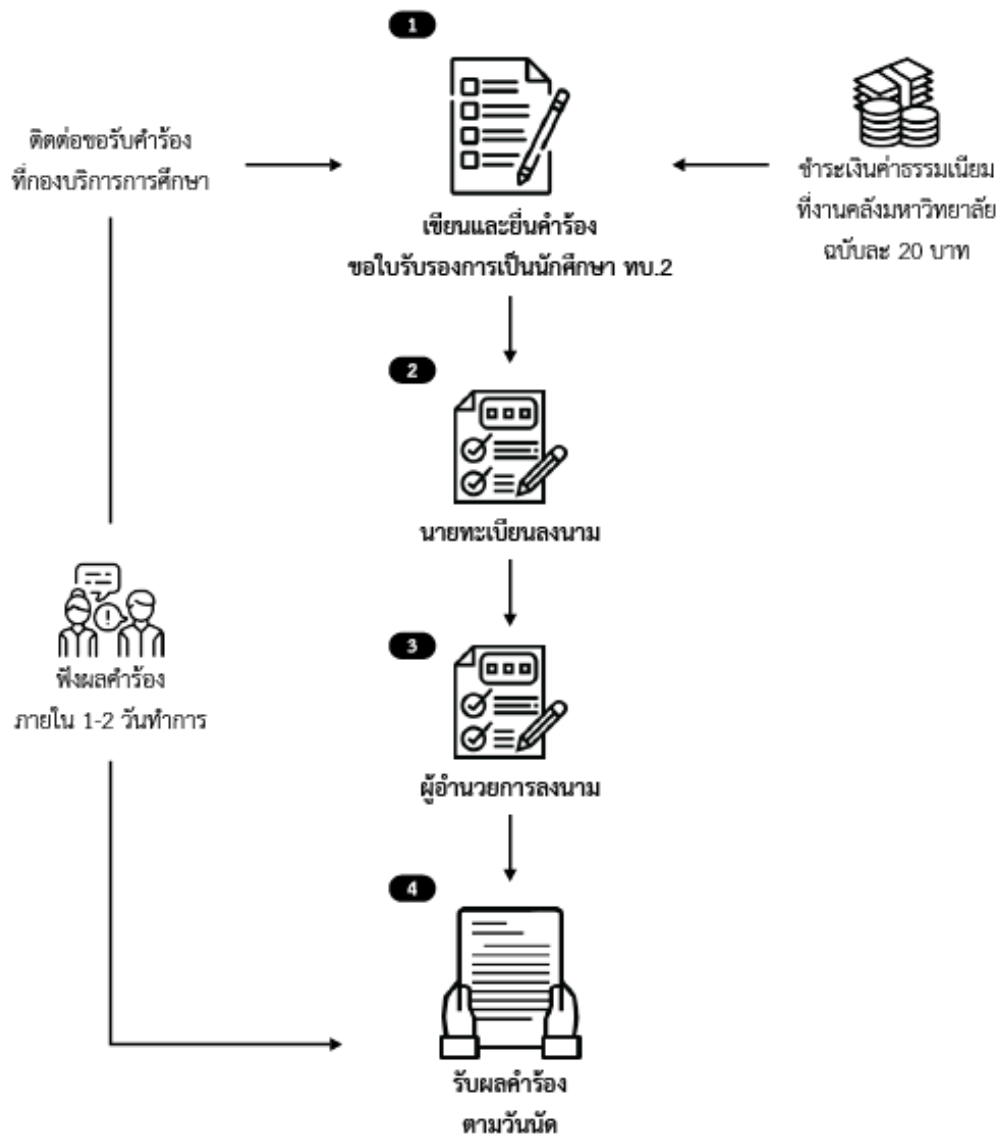 1
ติดต่อขอรับคำร้อง
ที่กองบริการการศึกษา
ชำระเงินค่าธรรมเนียม
ที่งานคลังมหาวิทยาลัย
ฉบับละ 20 บาท
เขียนและยื่นคำร้อง
ขอใบรับรองการเป็นนักศึกษา ทบ.2
2
นายทะเบียนลงนาม
3
ฟังผลคำร้อง
ภายใน 1-2 วันทำการ
ผู้อำนวยการลงนาม
4
รับผลคำร้อง
ตามวันนัด